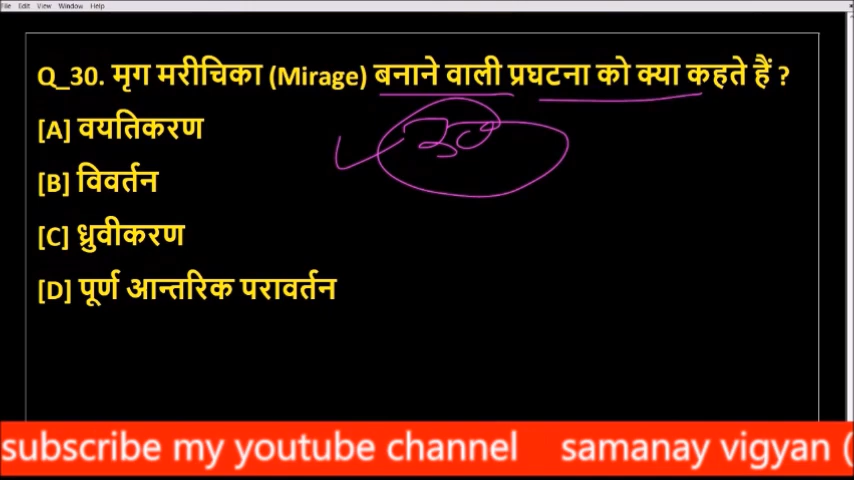 File Edit View Window Help
Q_30. मृग मरीचिका (Mirage) बनाने वाली प्रघटना को क्या कहते हैं ?
30
[A] वयतिकरण
[B] विवर्तन
[C] ध्रुवीकरण
[D] पूर्ण आन्तरिक परावर्तन
subscribe my youtube channel samanay vigyan (